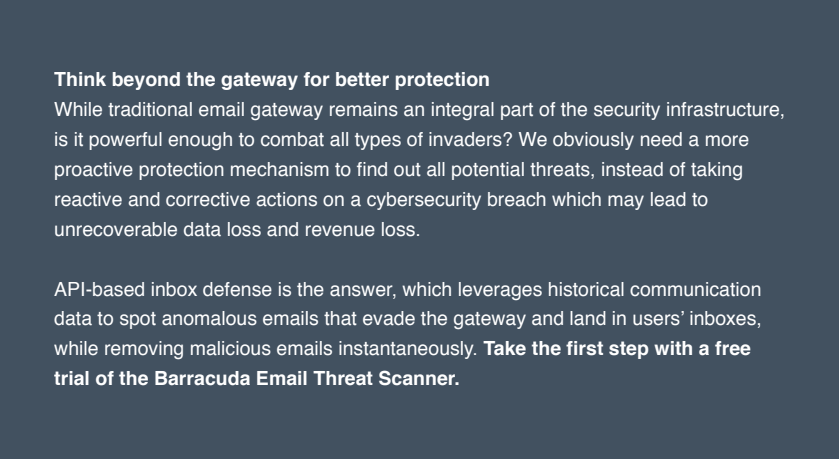 Think beyond the gateway for better protection
While traditional email gateway remains an integral part of the security infrastructure,
is it powerful enough to combat all types of invaders? We obviously need a more
proactive protection mechanism to find out all potential threats, instead of taking
reactive and corrective actions on a cybersecurity breach which may lead to
unrecoverable data loss and revenue loss.
API-based inbox defense is the answer, which leverages historical communication
data to spot anomalous emails that evade the gateway and land in users’ inboxes,
while removing malicious emails instantaneously. Take the first step with a free
trial of the Barracuda Email Threat Scanner.